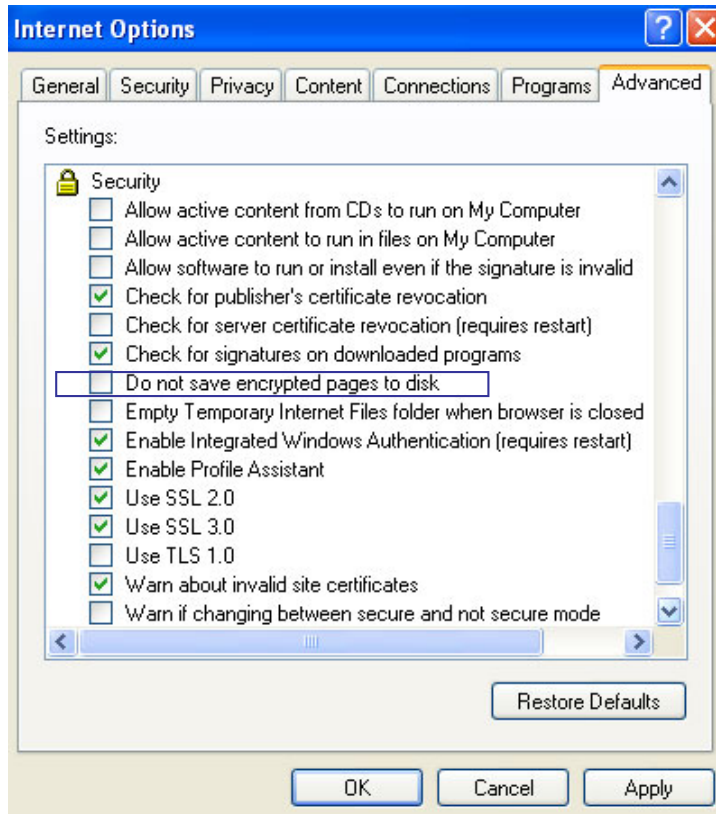 Internet Options
General Security Privacy Content Connections Programs Advanced
Settings:
Security
Allow active content from CDs to run on My Computer
Allow active content to run in files on My Computer
Allow software to run or install even if the signature is invalid
Check for publisher's certificate revocation
Check for server certificate revocation (requires restart)
Check for signatures on downloaded programs
Do not save encrypted pages to disk
Empty Temporary Internet Files folder when browser is closed
Enable Integrated Windows Authentication (requires restart)
Enable Profile Assistant
Use SSL 2.0
Use SSL 3.0
Use TLS 1.0
Warn about invalid site certificates
Warn if changing between secure and not secure mode
Restore Defaults
OK Cancel Apply